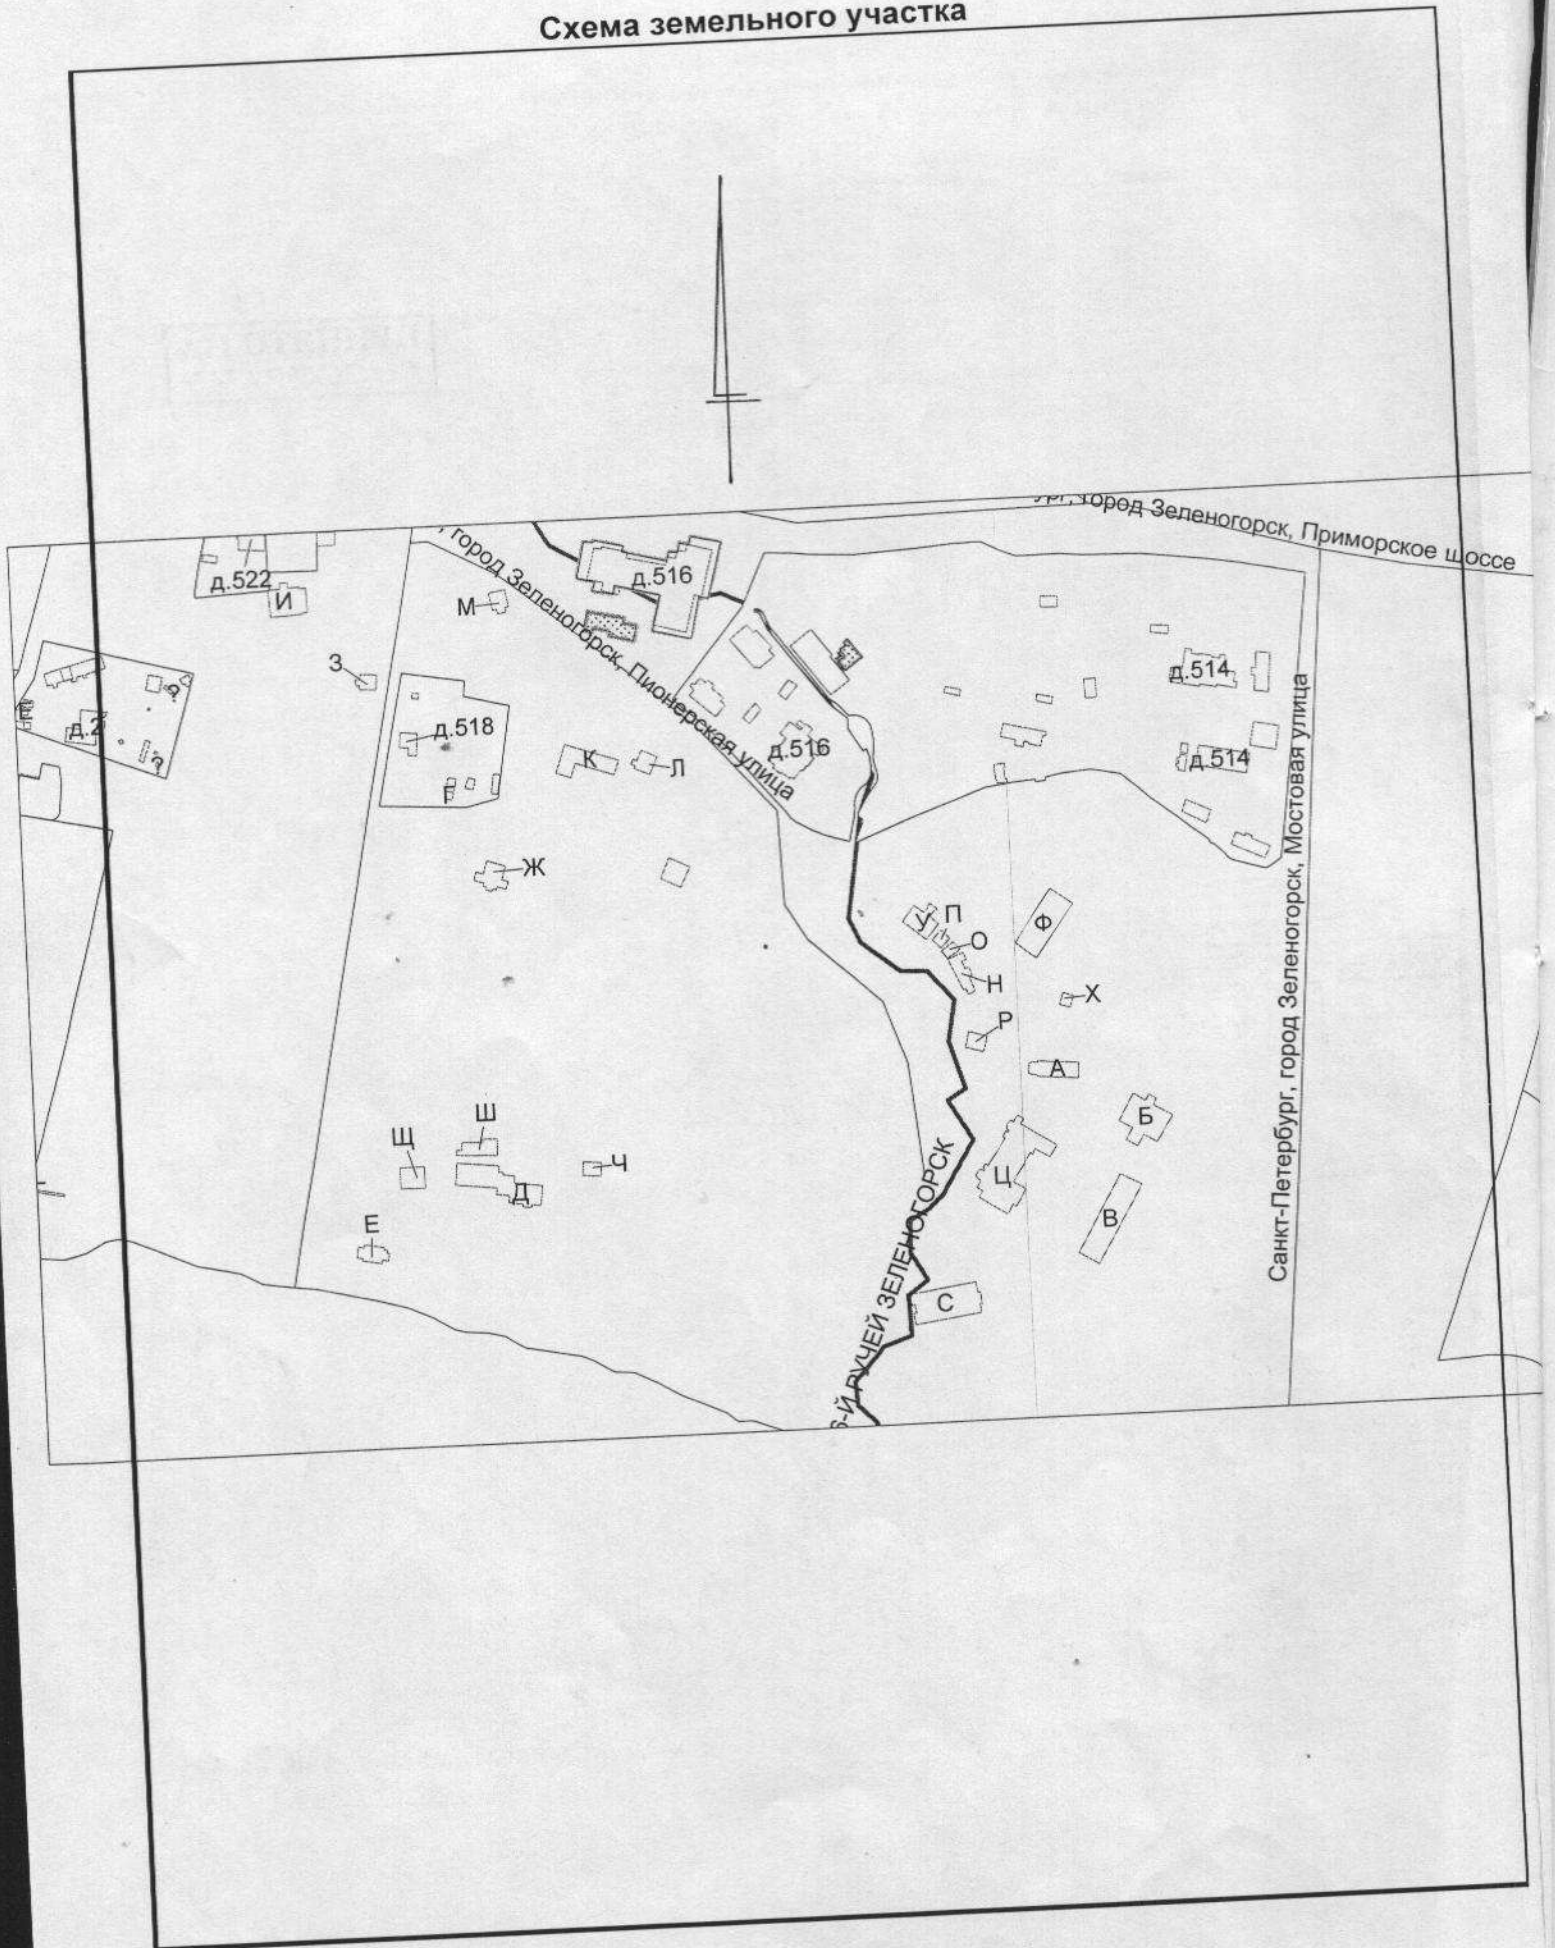 Схема земельного участка
город Зеленогорск, Приморское шоссе
, город Зеленогорск, Пионерская улица
д.516
д.522
И
М
З
д.514
Е
д.2
д.518
д.516
д.514
К
Л
Г
Ж
Санкт-Петербург, город Зеленогорск, Мостовая улица
У
П
Ф
О
Н
Х
Р
А
Б
Ш
Щ
Ч
Д
Ц
Е
В
С
6-Й РУЧЕЙ ЗЕЛЕНОГОРСК